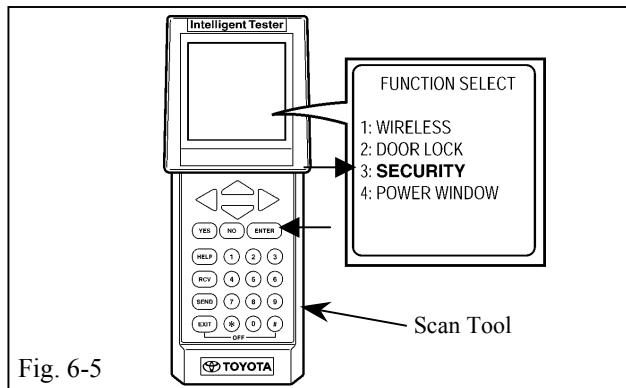 Intelligent Tester
FUNCTION SELECT
1: WIRELESS
2: DOOR LOCK
3: SECURITY
4: POWER WINDOW
YES NO ENTER
HELP 1 2 3
RCV 4 5 6
SEND 7 8 9
EXIT * 0 #
OFF
TOYOTA
Scan Tool
Fig. 6-5